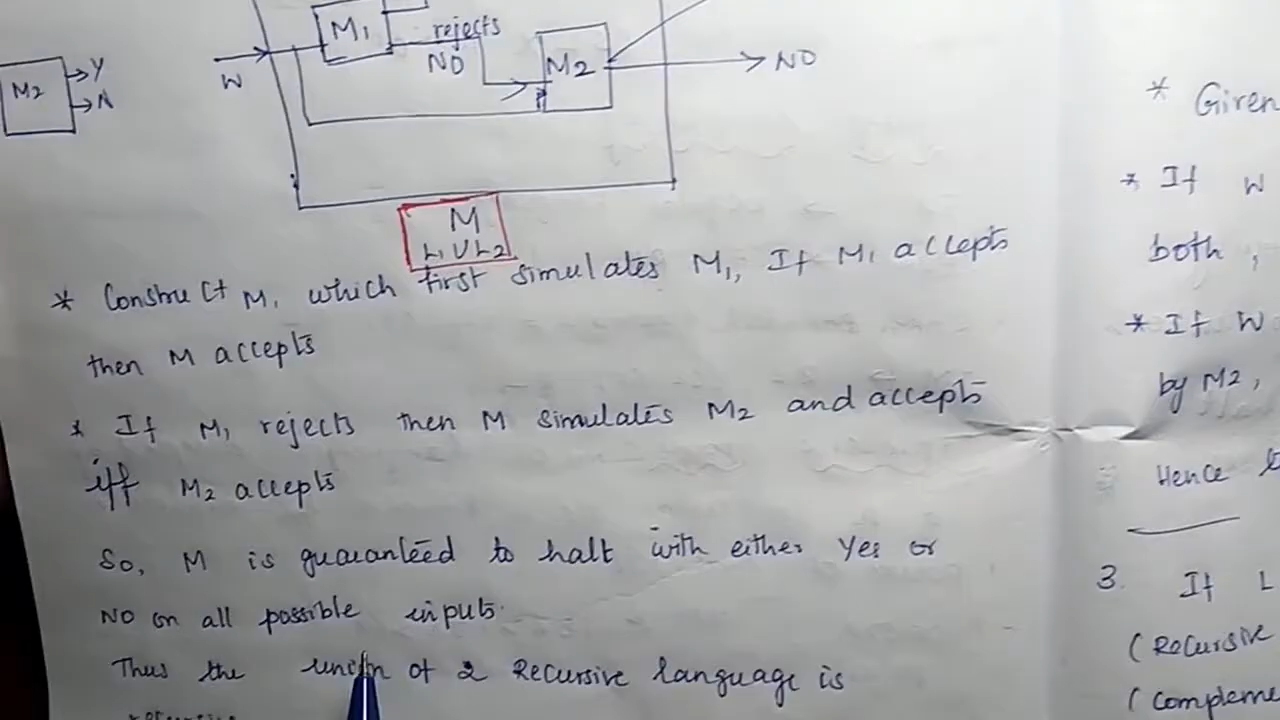 M1
rejects
NO
M2
NO
W
M2
Y
N
M
L1 U L2
* Construct M, which first simulates M1, If M1 accepts
then M accepts
* If M1 rejects then M simulates M2 and accepts
iff M2 accepts
So, M is guaranteed to halt with either Yes or
NO on all possible inputs.
Thus the union of 2 Recursive language is
* Given
* If W
both,
* If W
by M2,
Hence
3. If L
(Recursive
(compleme